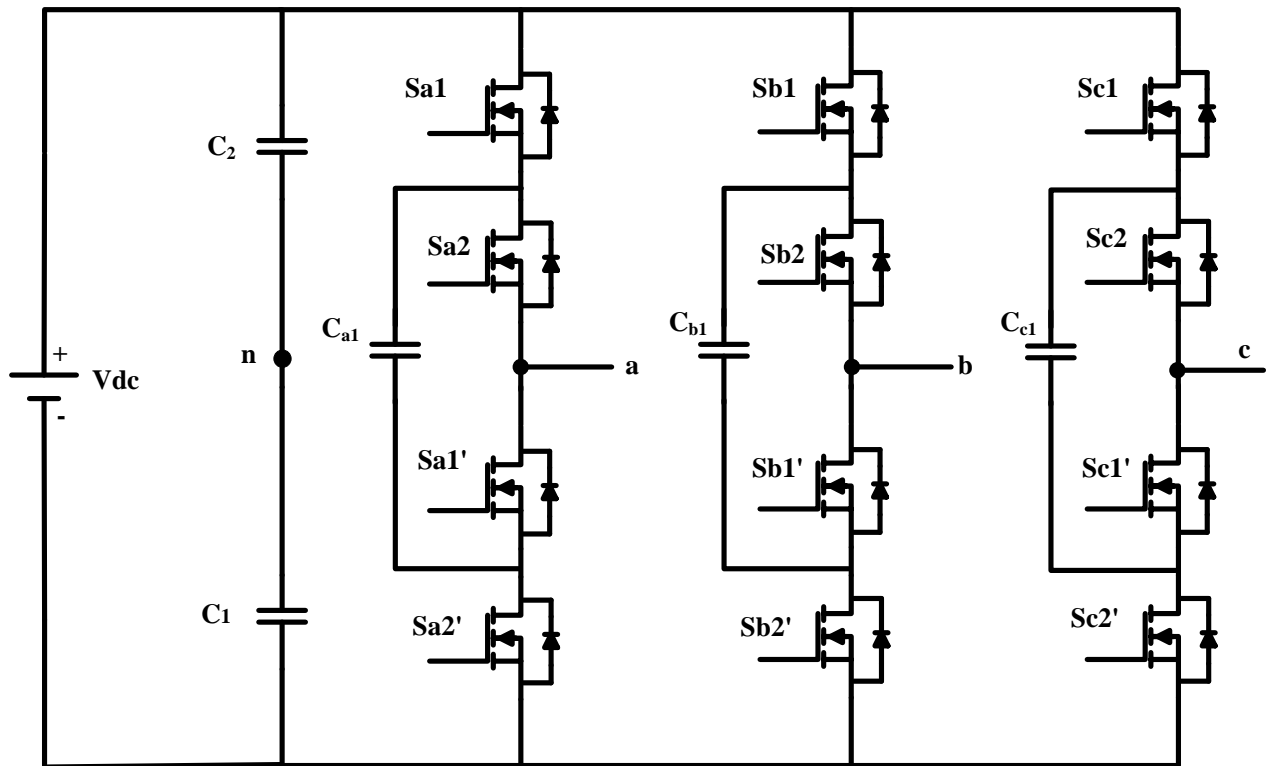 Sa1
Sb1
Sc1
C2
Sa2
Sb2
Sc2
Ca1
Cb1
Cc1
+
n
a
b
c
Vdc
-
Sa1'
Sb1'
Sc1'
C1
Sa2'
Sb2'
Sc2'